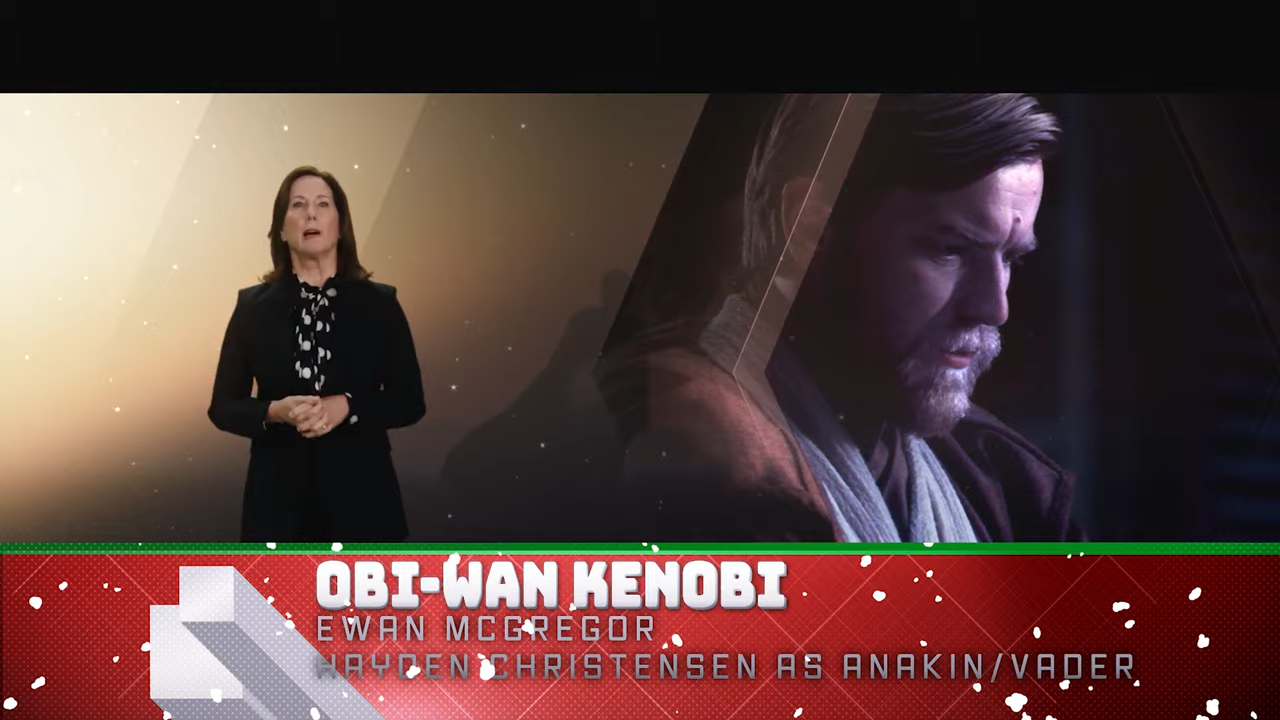 OBI-WAN KENOBI
EWAN MCGREGOR
HAYDEN CHRISTENSEN AS ANAKIN/VADER